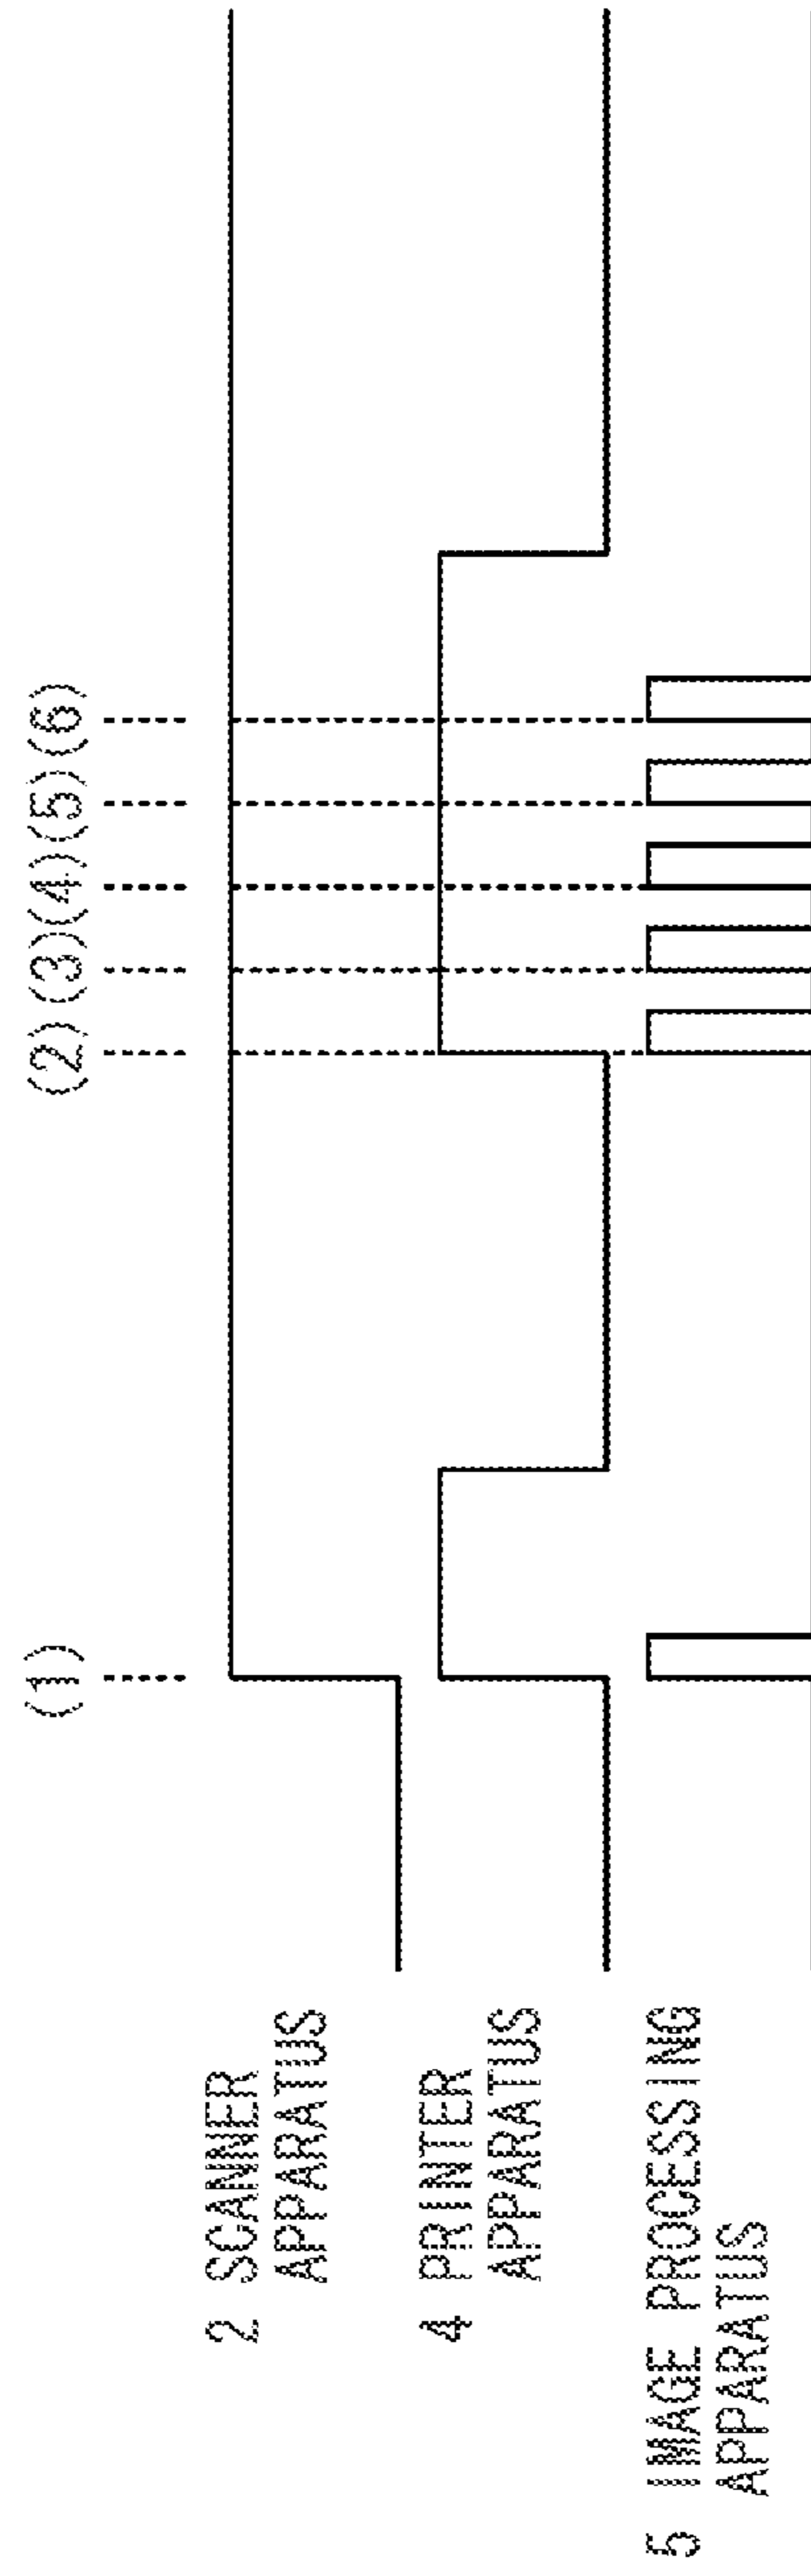 (1)
(2)(3)(4)(5)(6)
2 SCANNER
APPARATUS
4 PRINTER
APPARATUS
5 IMAGE PROCESSING
APPARATUS